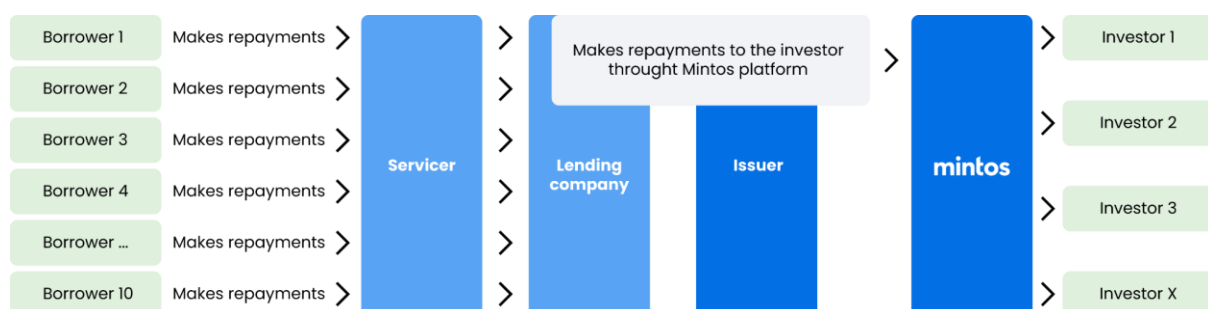 Borrower 1 Makes repayments
Makes repayments to the investor
throught Mintos platform
Investor 1
Borrower 2 Makes repayments
Borrower 3 Makes repayments
Investor 2
Servicer
Lending
company
Issuer
mintos
Borrower 4 Makes repayments
Investor 3
Borrower ... Makes repayments
Borrower 10 Makes repayments
Investor X